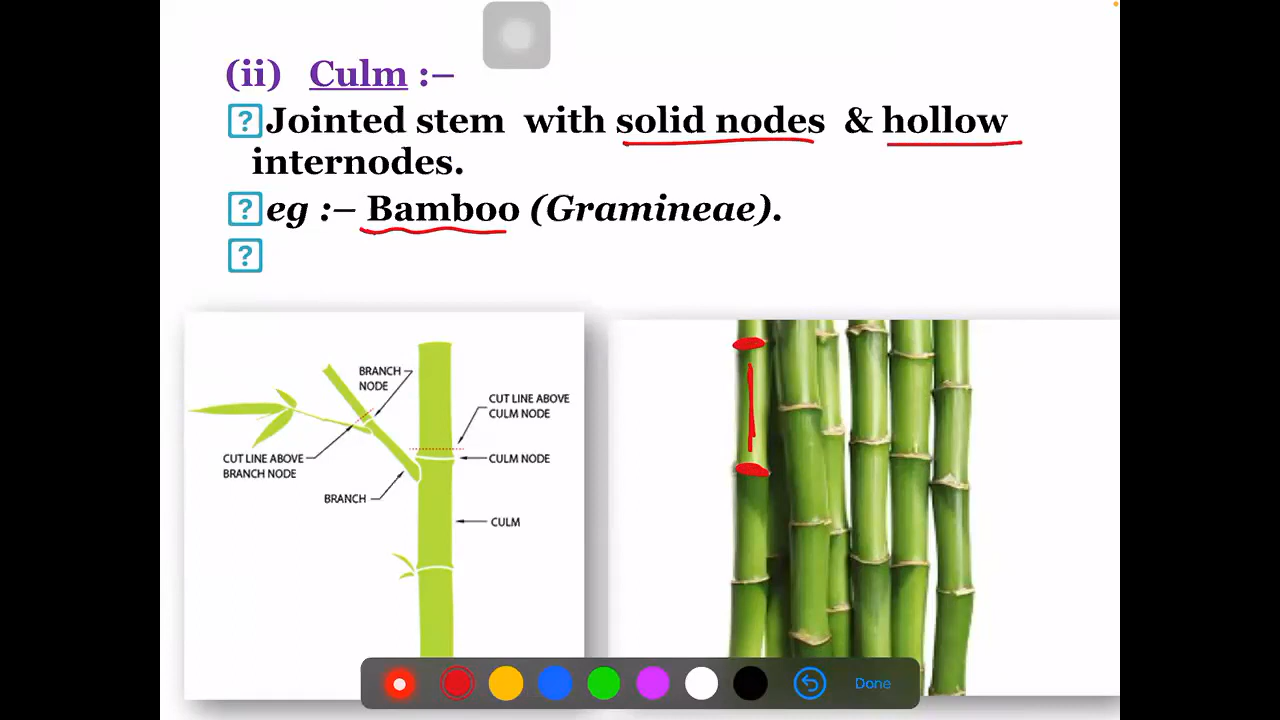 (ii) Culm :–
? Jointed stem with solid nodes & hollow
internodes.
? eg :– Bamboo (Gramineae).
?
BRANCH
NODE
CUT LINE ABOVE
CULM NODE
CUT LINE ABOVE
BRANCH NODE
CULM NODE
BRANCH
CULM
Done